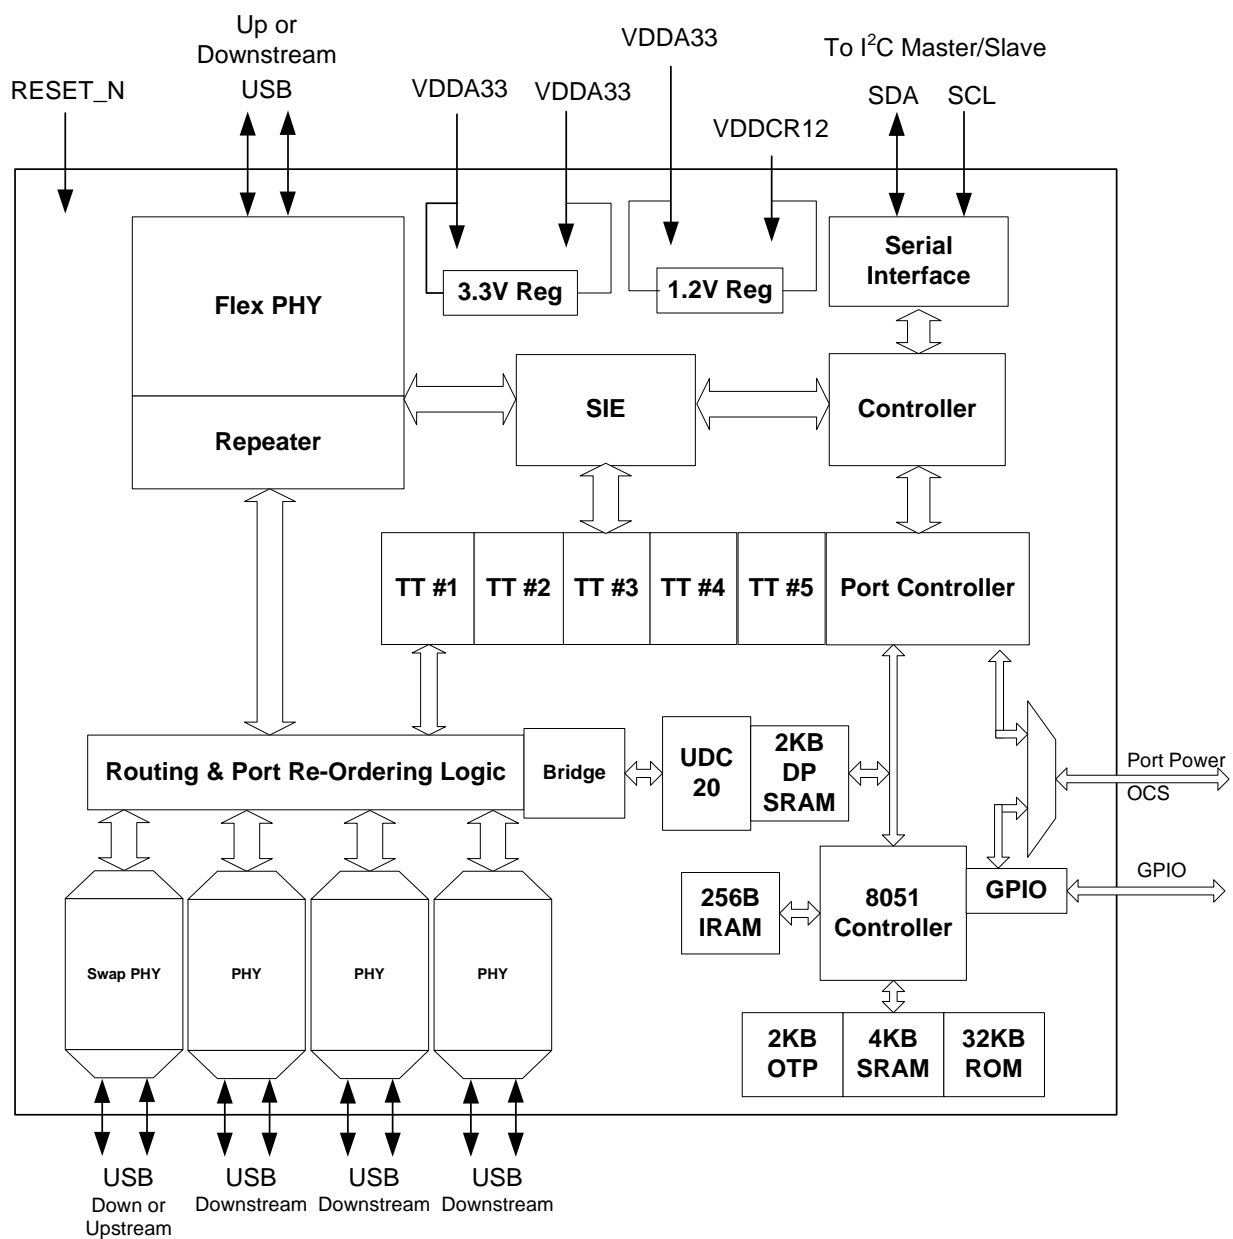 Up or
Downstream
USB
RESET_N
VDDA33
VDDA33
VDDA33
VDDCR12
To I²C Master/Slave
SDA
SCL
Flex PHY
3.3V Reg
1.2V Reg
Serial
Interface
Repeater
SIE
Controller
TT #1
TT #2
TT #3
TT #4
TT #5
Port Controller
Routing & Port Re-Ordering Logic
Bridge
UDC
20
2KB
DP
SRAM
Port Power
OCS
256B
IRAM
8051
Controller
GPIO
GPIO
Swap PHY
PHY
PHY
PHY
2KB
OTP
4KB
SRAM
32KB
ROM
USB
Down or
Upstream
USB
Downstream
USB
Downstream
USB
Downstream